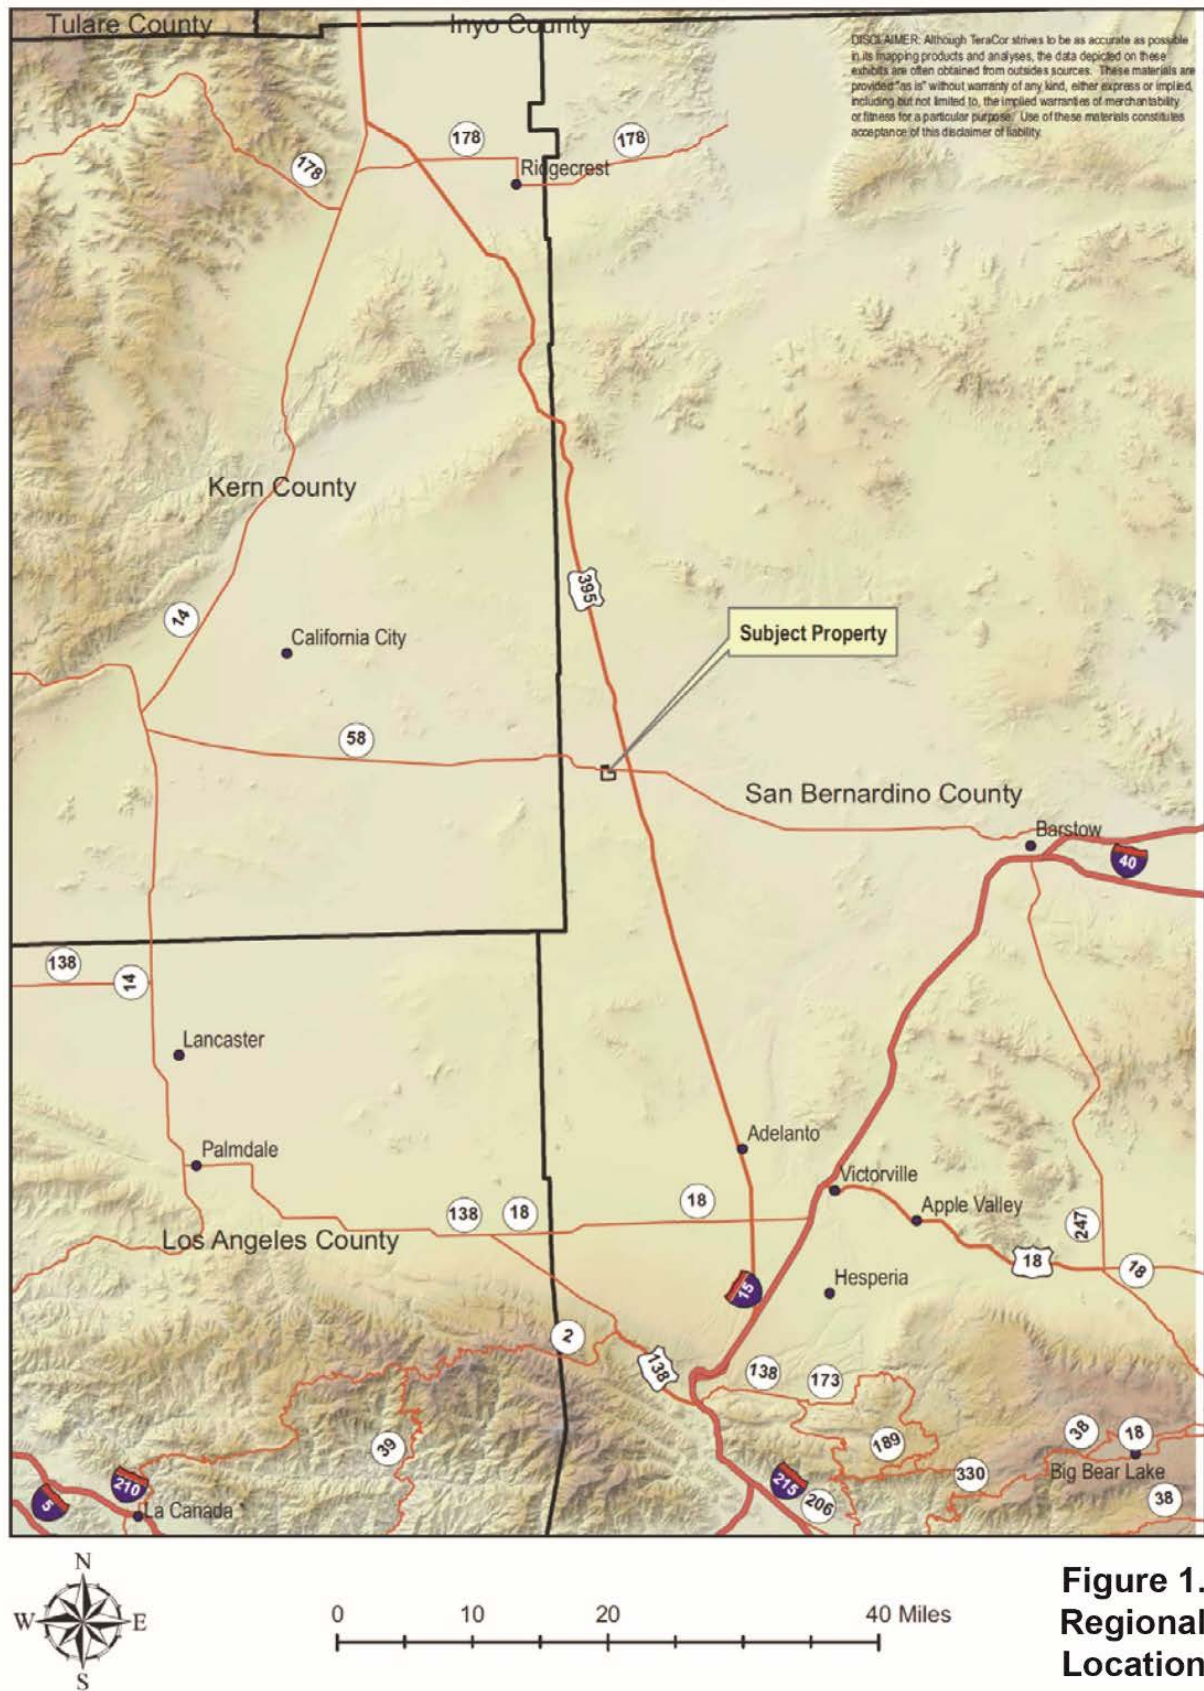 Tulare County
Inyo County
DISCLAIMER: Although TeraCor strives to be as accurate as possible
in its mapping products and analyses, the data depicted on these
exhibits are often obtained from outsides sources. These materials are
provided "as is" without warranty of any kind, either express or implied,
including but not limited to, the implied warranties of merchantability
or fitness for a particular purpose. Use of these materials constitutes
acceptance of this disclaimer of liability.
178
178
178
Ridgecrest
Kern County
395
14
California City
Subject Property
58
San Bernardino County
Barstow
40
138
14
Lancaster
Adelanto
Palmdale
Victorville
138
18
18
Apple Valley
247
Los Angeles County
18
18
Hesperia
15
2
138
138
173
39
189
38
18
330
Big Bear Lake
210
215
5
206
38
La Canada
N
W
E
S
0
10
20
40 Miles
Figure 1.
Regional
Location